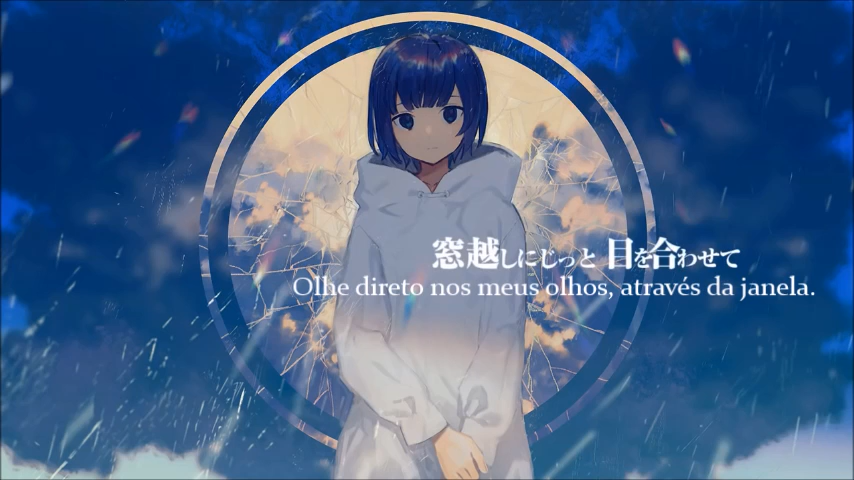 窓越しにじっと 目を合わせて
Olhe direto nos meus olhos, através da janela.